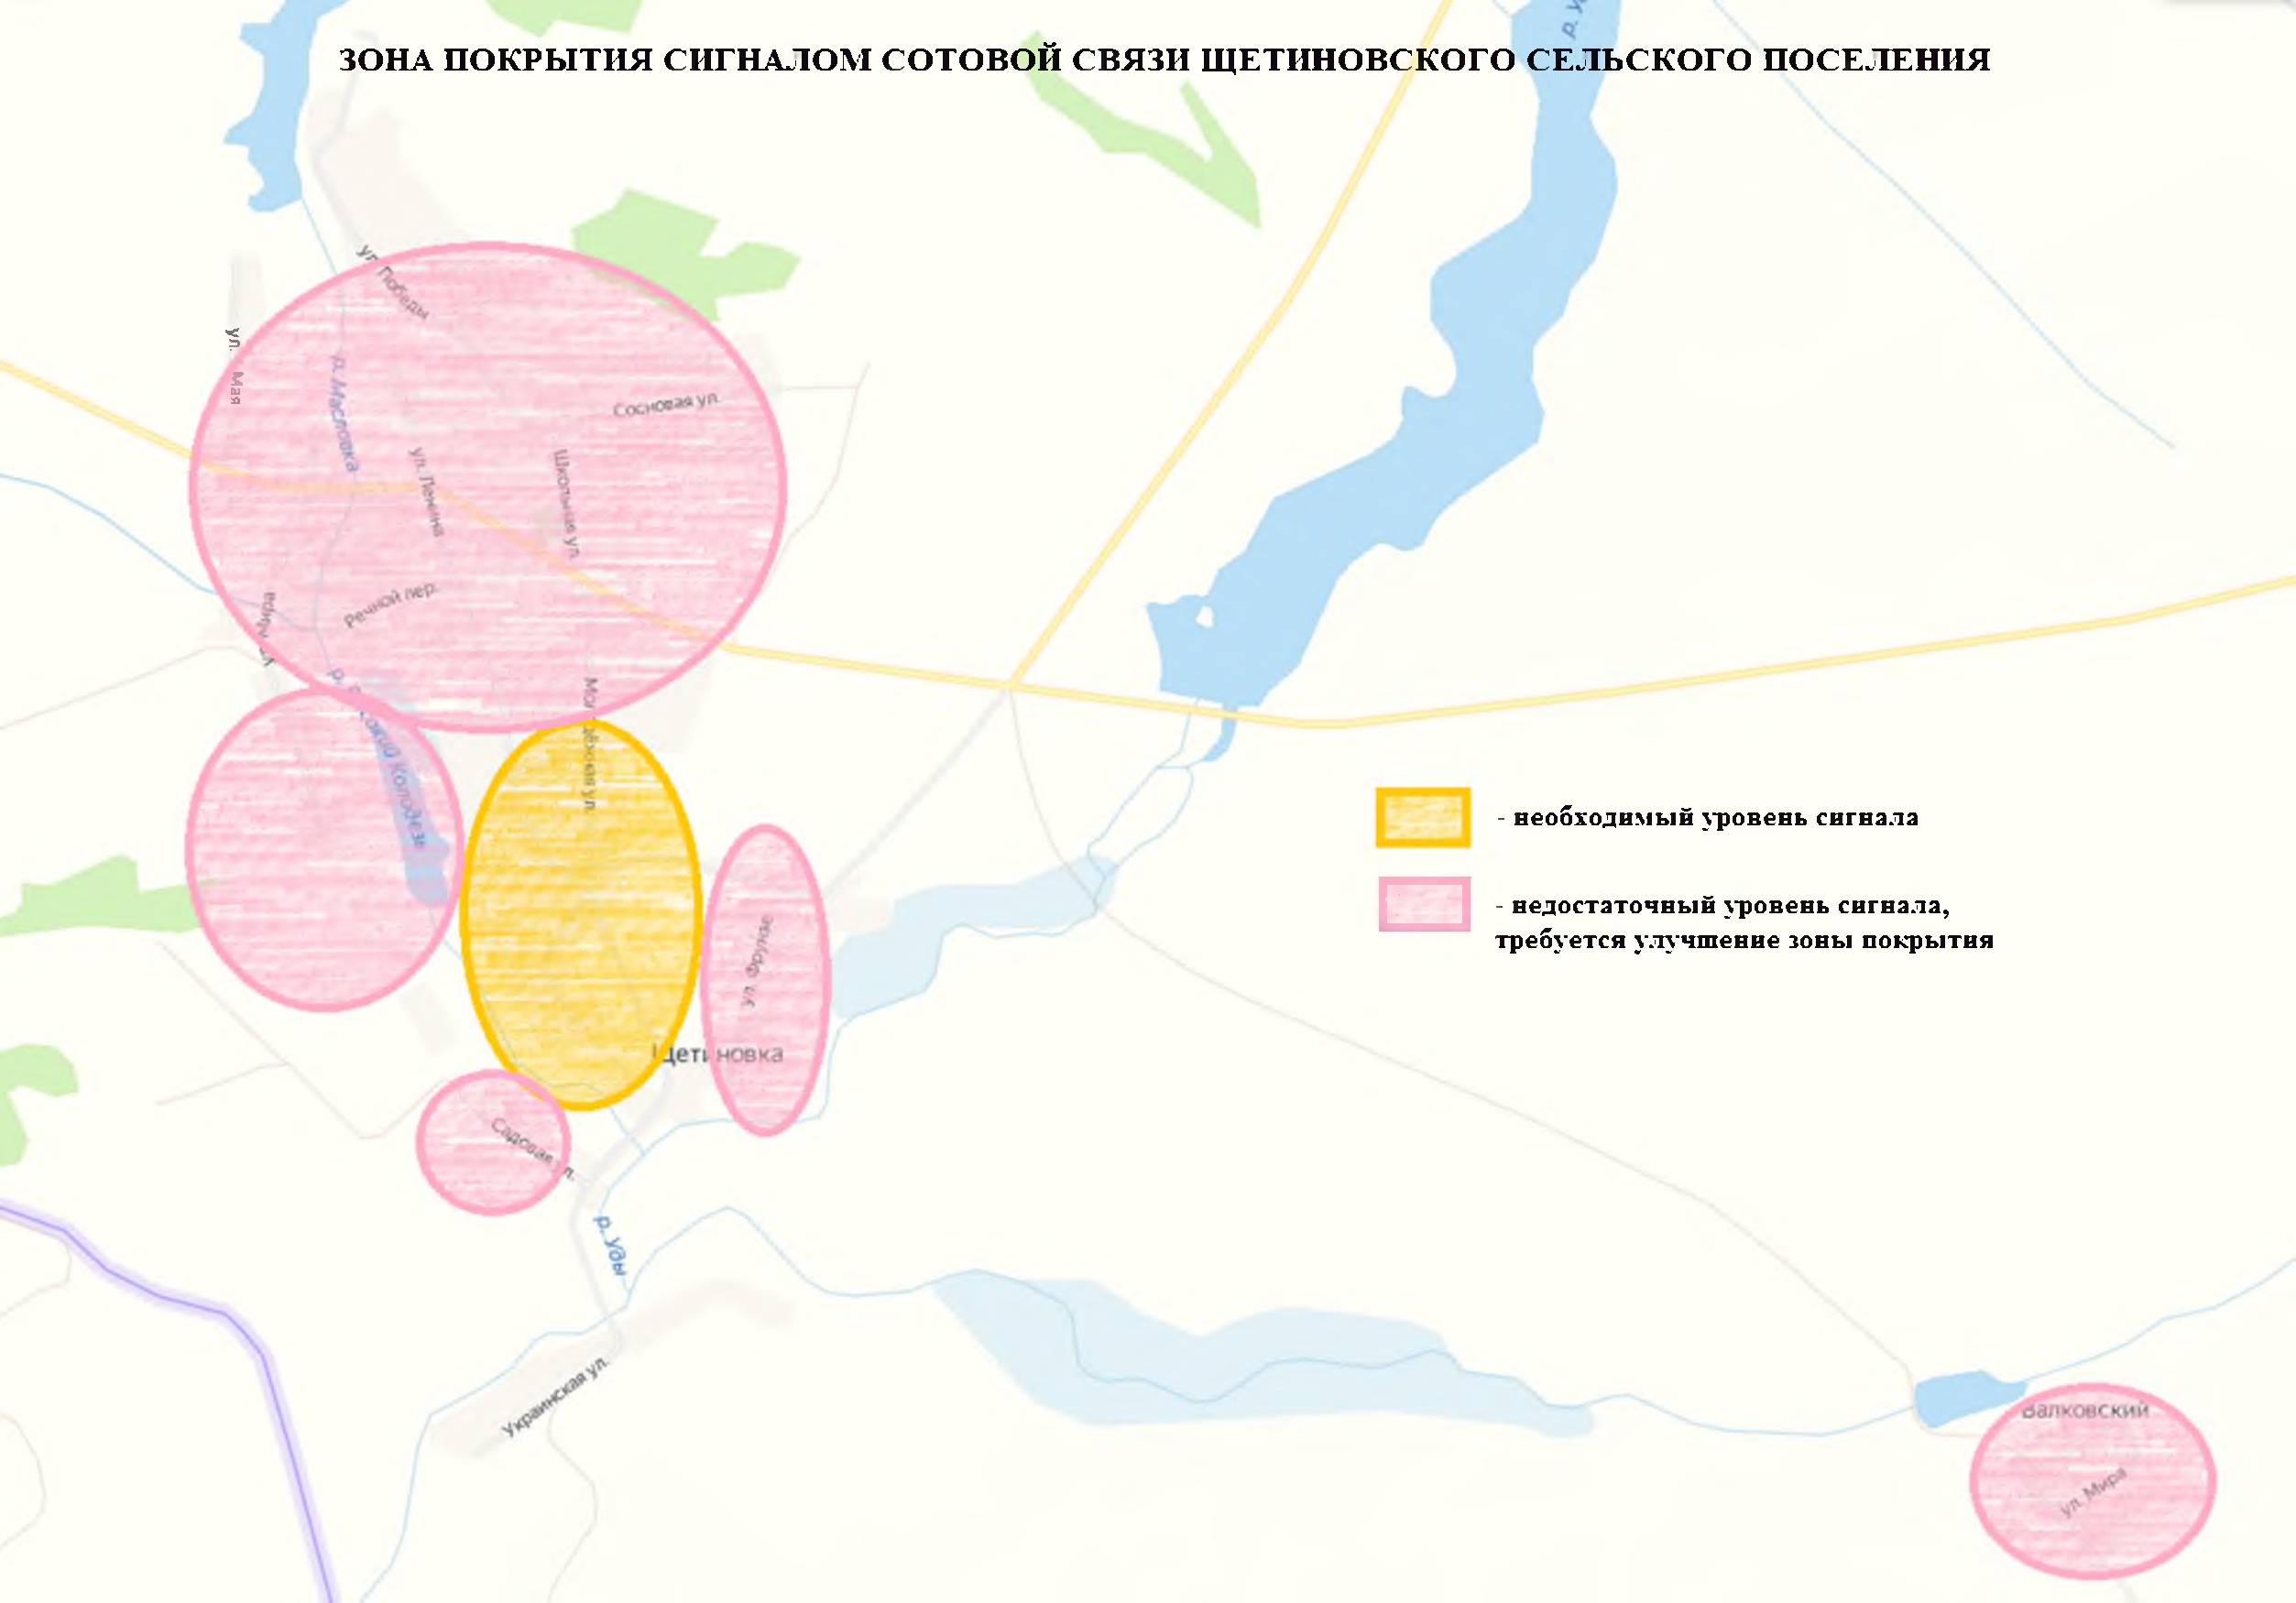 ЗОНА ПОКРЫТИЯ СИГНАЛОМ СОТОВОЙ СВЯЗИ ЩЕТИНОВСКОГО СЕЛЬСКОГО ПОСЕЛЕНИЯ
ул. Победы
ул. Мая
р. Масловка
Сосновая ул.
ул. Ленина
Школьная ул.
Речной пер.
Мира
Колодезь
- необходимый уровень сигнала
- недостаточный уровень сигнала,
требуется улучшение зоны покрытия
ул. Фрунзе
Щетиновка
Садовая
р. Уды
Украинская ул.
Валковский
ул. Мира